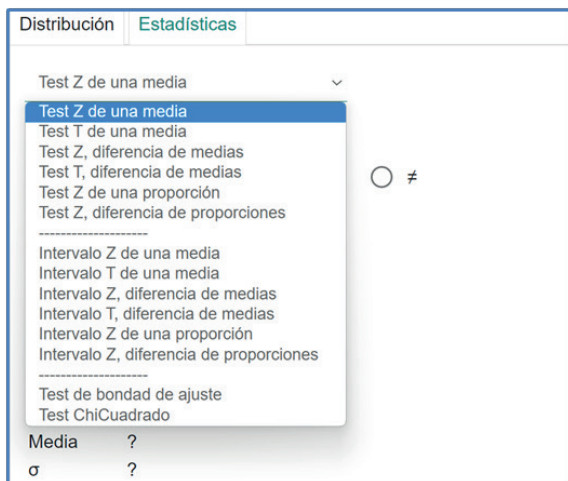 Distribución Estadísticas
Test Z de una media
Test Z de una media
Test T de una media
Test Z, diferencia de medias
Test T, diferencia de medias
≠
Test Z de una proporción
Test Z, diferencia de proporciones
--------------------
Intervalo Z de una media
Intervalo T de una media
Intervalo Z, diferencia de medias
Intervalo T, diferencia de medias
Intervalo Z de una proporción
Intervalo Z, diferencia de proporciones
--------------------
Test de bondad de ajuste
Test ChiCuadrado
Media ?
σ ?